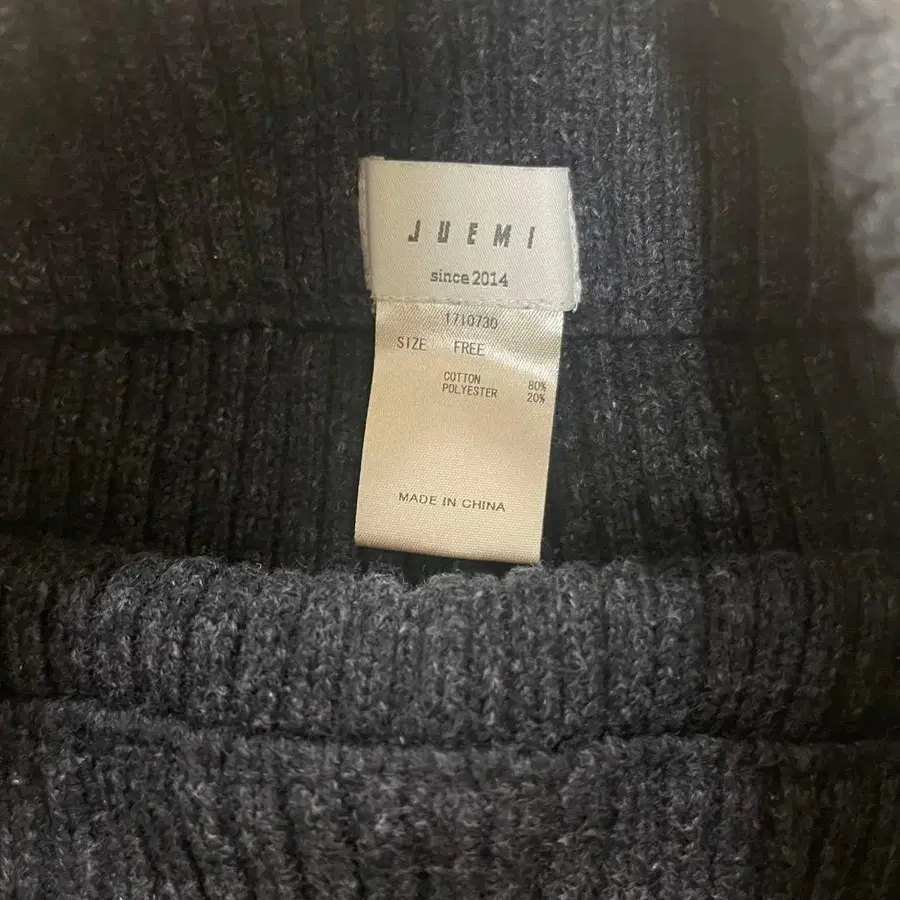 JUEMI
since 2014
1710730
SIZE FREE
COTTON 80%
POLYESTER 20%
MADE IN CHINA